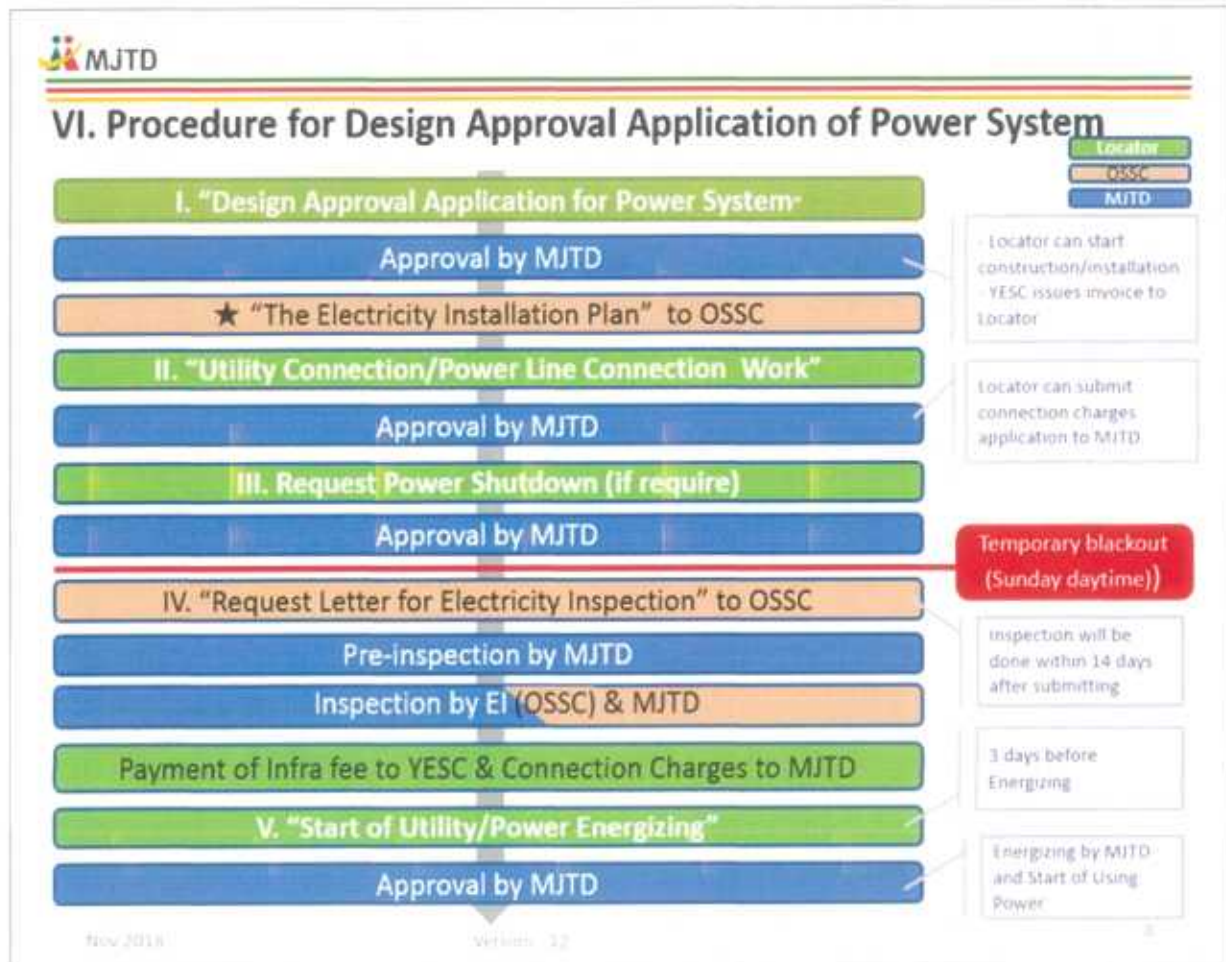 MJTD
VI. Procedure for Design Approval Application of Power System
Locator
OSSC
MJTD
I. "Design Approval Application for Power System-
Approval by MJTD
★ "The Electricity Installation Plan" to OSSC
II. "Utility Connection/Power Line Connection Work"
Approval by MJTD
III. Request Power Shutdown (if require)
Approval by MJTD
IV. "Request Letter for Electricity Inspection" to OSSC
Pre-inspection by MJTD
Inspection by EI (OSSC) & MJTD
Payment of Infra fee to YESC & Connection Charges to MJTD
V. "Start of Utility/Power Energizing"
Approval by MJTD
- Locator can start
construction/installation
- YESC issues invoice to
Locator
Locator can submit
connection charges
application to MJTD
Temporary blackout
(Sunday daytime))
Inspection will be
done within 14 days
after submitting
3 days before
Energizing
Energizing by MJTD
and Start of Using
Power
Version 12